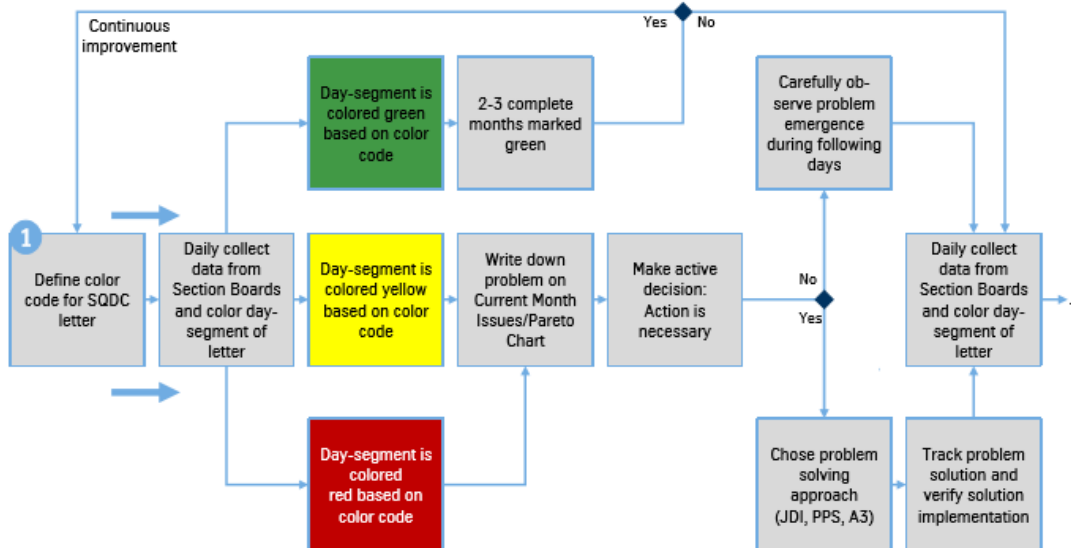 Continuous
improvement
Yes
No
Day-segment is
colored green
based on color
code
2-3 complete
months marked
green
Carefully ob-
serve problem
emergence
during following
days
1
Define color
code for SQDC
letter
Daily collect
data from
Section Boards
and color day-
segment of
letter
Day-segment is
colored yellow
based on color
code
Write down
problem on
Current Month
Issues/Pareto
Chart
Make active
decision:
Action is
necessary
No
Yes
Daily collect
data from
Section Boards
and color day-
segment of
letter
Day-segment is
colored
red based on
color code
Chose problem
solving
approach
(JDI, PPS, A3)
Track problem
solution and
verify solution
implementation